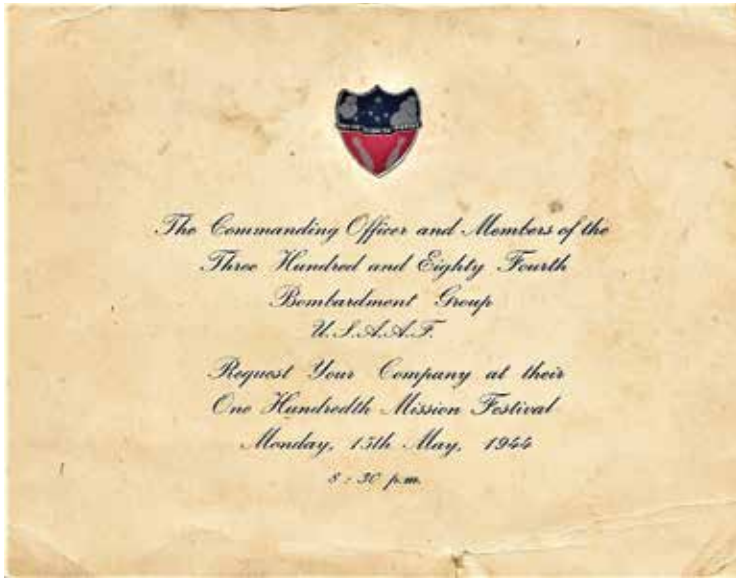 The Commanding Officer and Members of the
Three Hundred and Eighty Fourth
Bombardment Group
U.S.A.A.F.
Request Your Company at their
One Hundredth Mission Festival
Monday, 15th May, 1944
8:30 p.m.